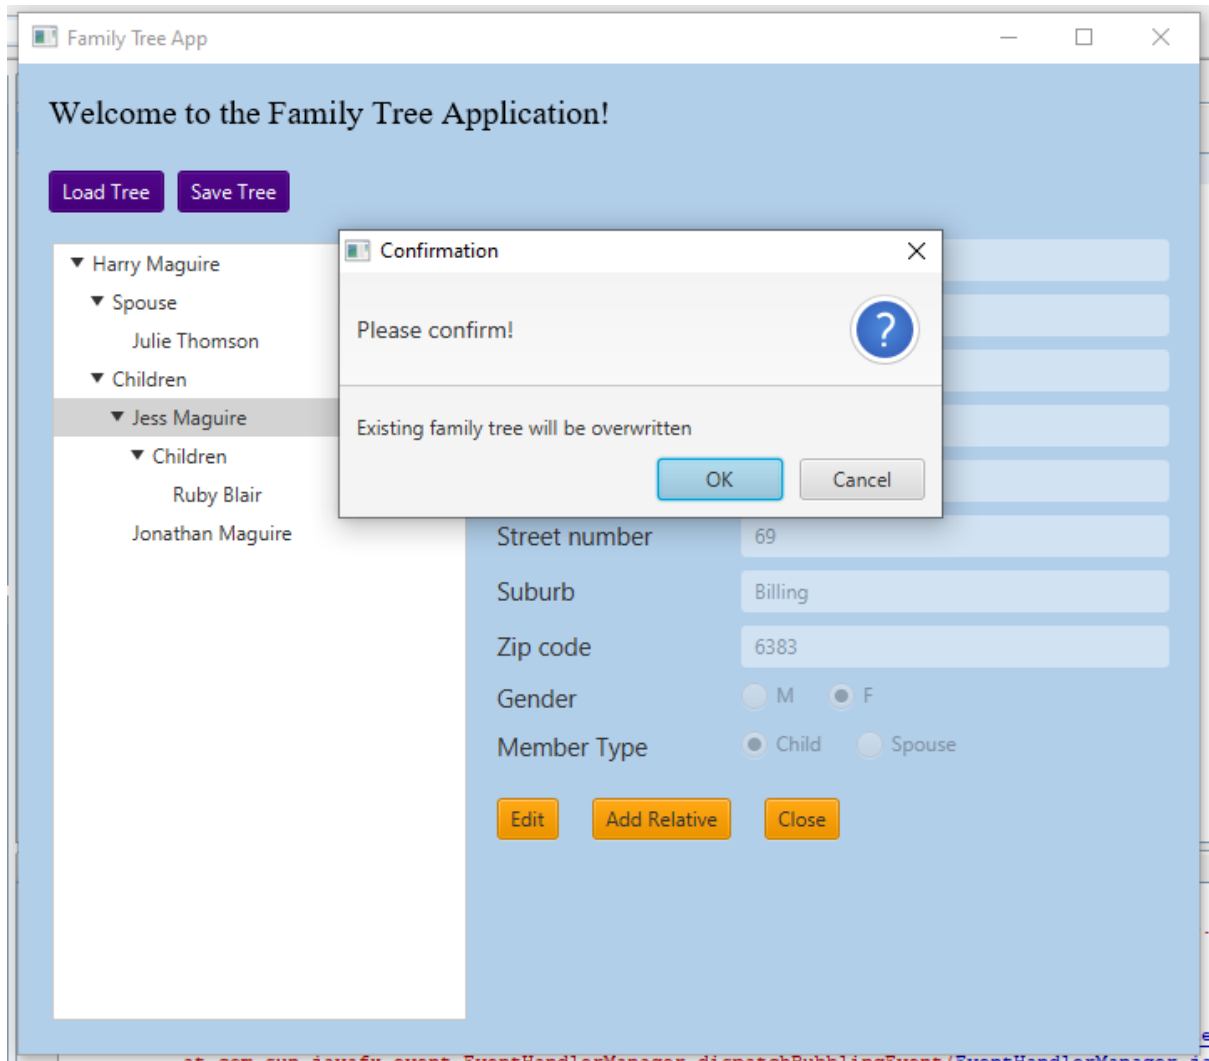 Family Tree App
Welcome to the Family Tree Application!
Load Tree Save Tree
Harry Maguire
Spouse
Julie Thomson
Children
Jess Maguire
Children
Ruby Blair
Jonathan Maguire
Confirmation
Please confirm!
?
Existing family tree will be overwritten
OK Cancel
Street number 69
Suburb Billing
Zip code 6383
Gender M F
Member Type Child Spouse
Edit Add Relative Close